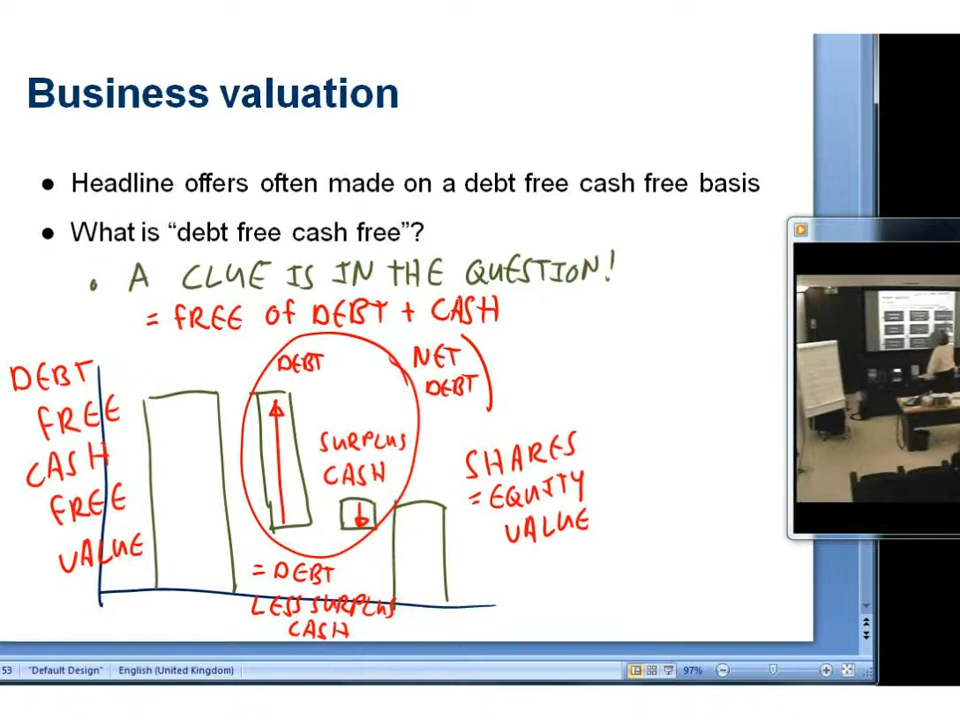 Business valuation
● Headline offers often made on a debt free cash free basis
● What is “debt free cash free”?
• A CLUE IS IN THE QUESTION!
= FREE OF DEBT + CASH
DEBT
FREE
CASH
FREE
VALUE
DEBT
NET
DEBT
SURPLUS
CASH
= DEBT
LESS SURPLUS
CASH
SHARES
= EQUITY
VALUE
53 "Default Design" English (United Kingdom) 97%